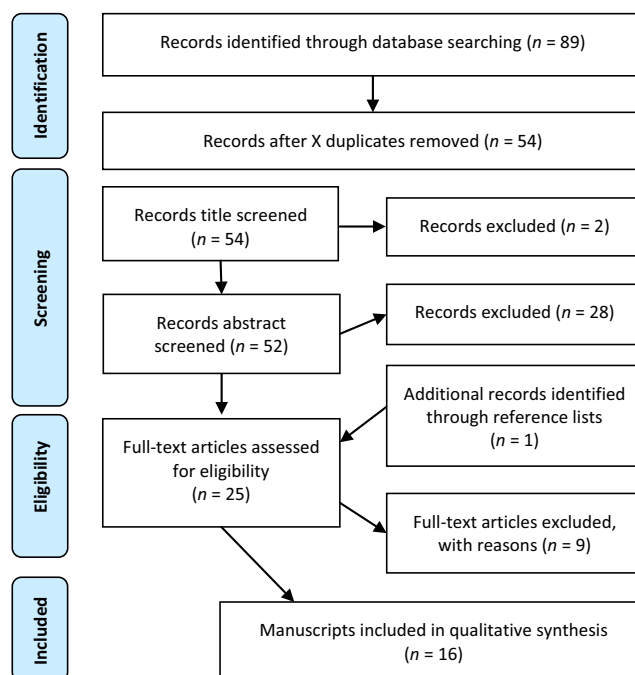 Identification
Records identified through database searching (n = 89)
Records after X duplicates removed (n = 54)
Screening
Records title screened
(n = 54)
Records excluded (n = 2)
Records abstract
screened (n = 52)
Records excluded (n = 28)
Eligibility
Additional records identified
through reference lists
(n = 1)
Full-text articles assessed
for eligibility
(n = 25)
Full-text articles excluded,
with reasons (n = 9)
Included
Manuscripts included in qualitative synthesis
(n = 16)